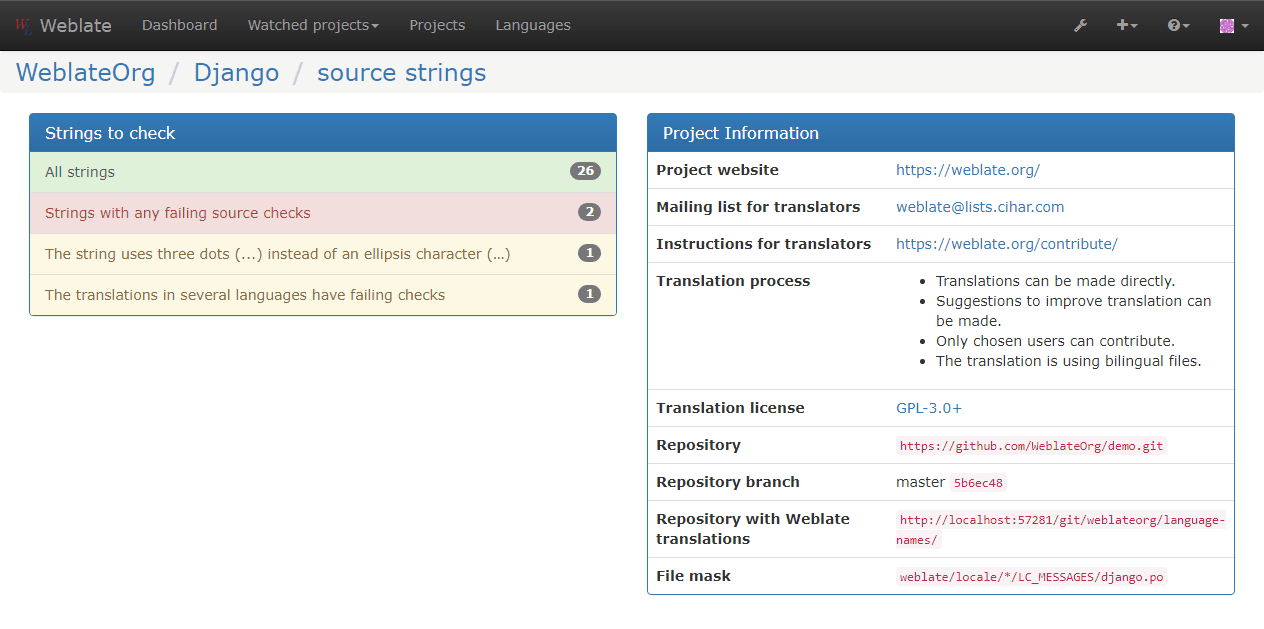 Weblate Dashboard Watched projects Projects Languages
WeblateOrg / Django / source strings
Strings to check
All strings 26
Strings with any failing source checks 2
The string uses three dots (...) instead of an ellipsis character (…) 1
The translations in several languages have failing checks 1
Project Information
Project website https://weblate.org/
Mailing list for translators weblate@lists.cihar.com
Instructions for translators https://weblate.org/contribute/
Translation process
• Translations can be made directly.
• Suggestions to improve translation can
be made.
• Only chosen users can contribute.
• The translation is using bilingual files.
Translation license GPL-3.0+
Repository https://github.com/WeblateOrg/demo.git
Repository branch master 5b6ec48
Repository with Weblate http://localhost:57281/git/weblateorg/language-
translations names/
File mask weblate/locale/*/LC_MESSAGES/django.po